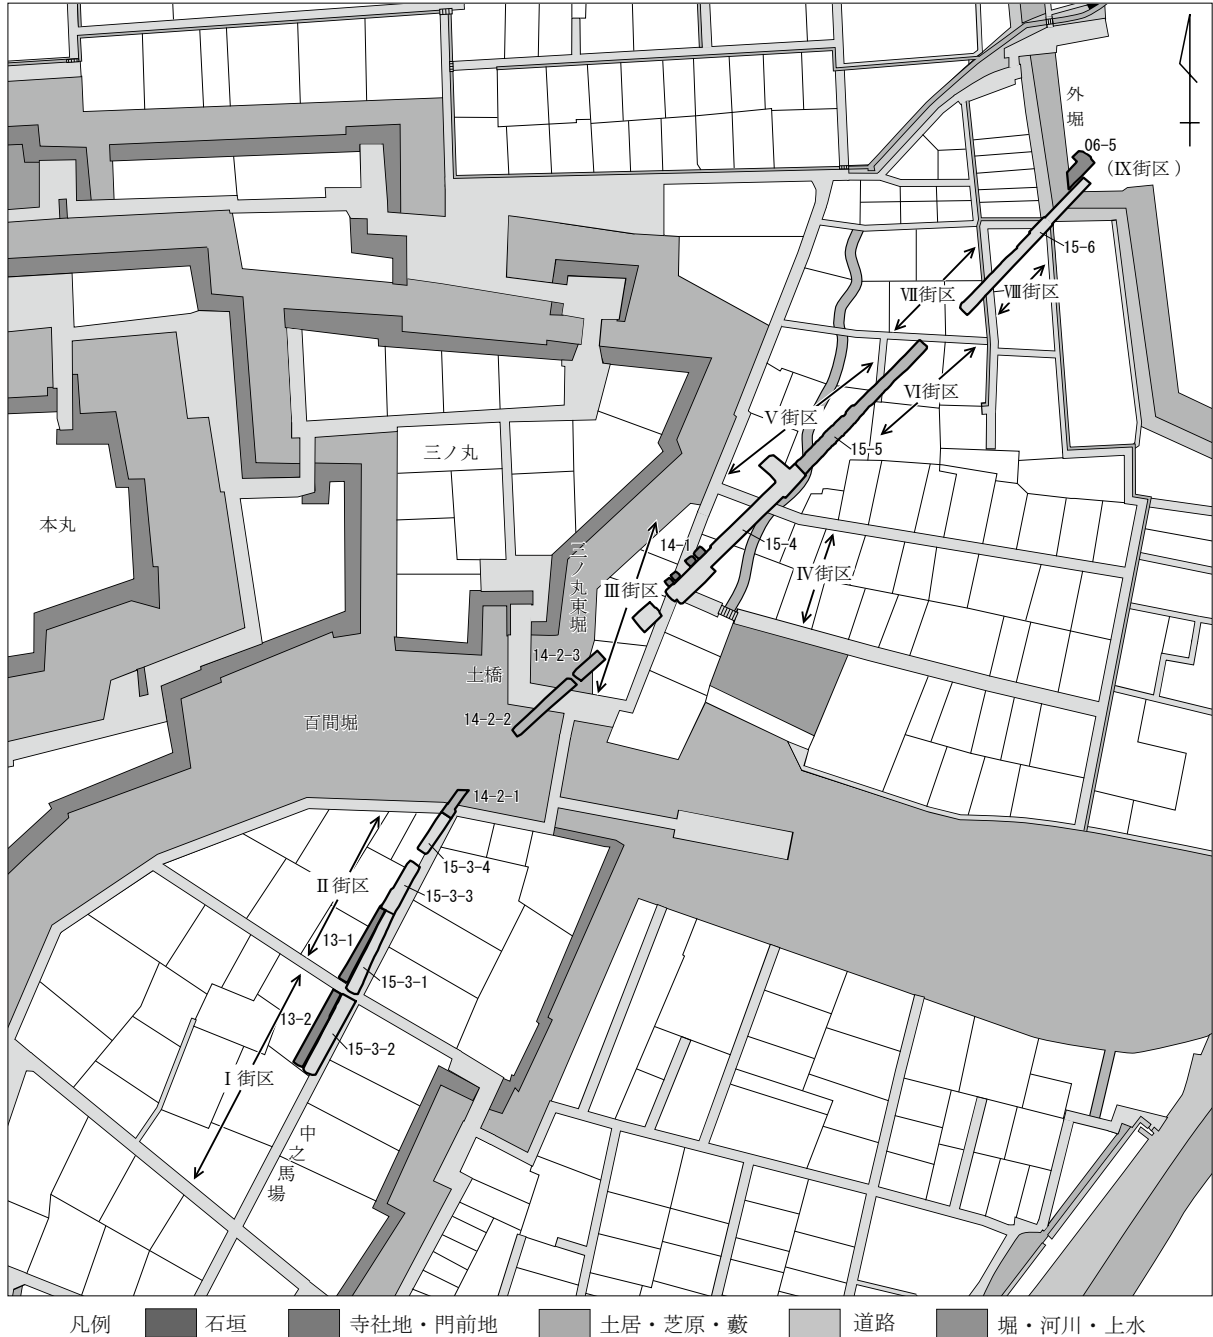 外堀
06-5
(Ⅸ街区)
15-6
Ⅶ街区
Ⅷ街区
Ⅵ街区
Ⅴ街区
15-5
三ノ丸
本丸
14-1
15-4
三ノ丸東堀
Ⅲ街区
Ⅳ街区
14-2-3
土橋
14-2-2
百間堀
14-2-1
15-3-4
Ⅱ街区
15-3-3
13-1
15-3-1
13-2
15-3-2
Ⅰ街区
中之馬場
凡例 石垣 寺社地・門前地 土居・芝原・藪 道路 堀・河川・上水